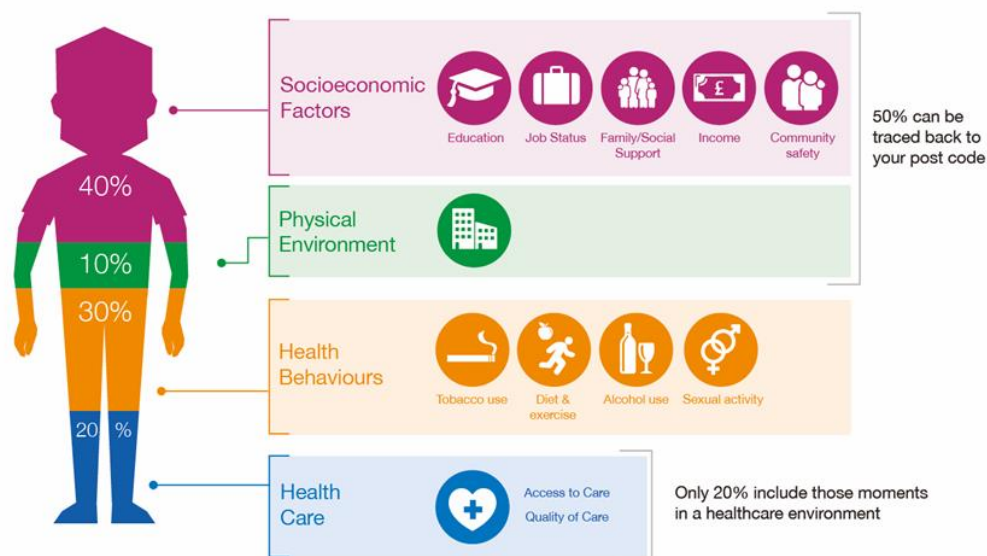 40%
10%
30%
20 %
Socioeconomic
Factors
£
Education
Job Status
Family/Social
Support
Income
Community
safety
50% can be
traced back to
your post code
Physical
Environment
Health
Behaviours
Tobacco use
Diet &
exercise
Alcohol use
Sexual activity
Health
Care
Access to Care
Quality of Care
Only 20% include those moments
in a healthcare environment